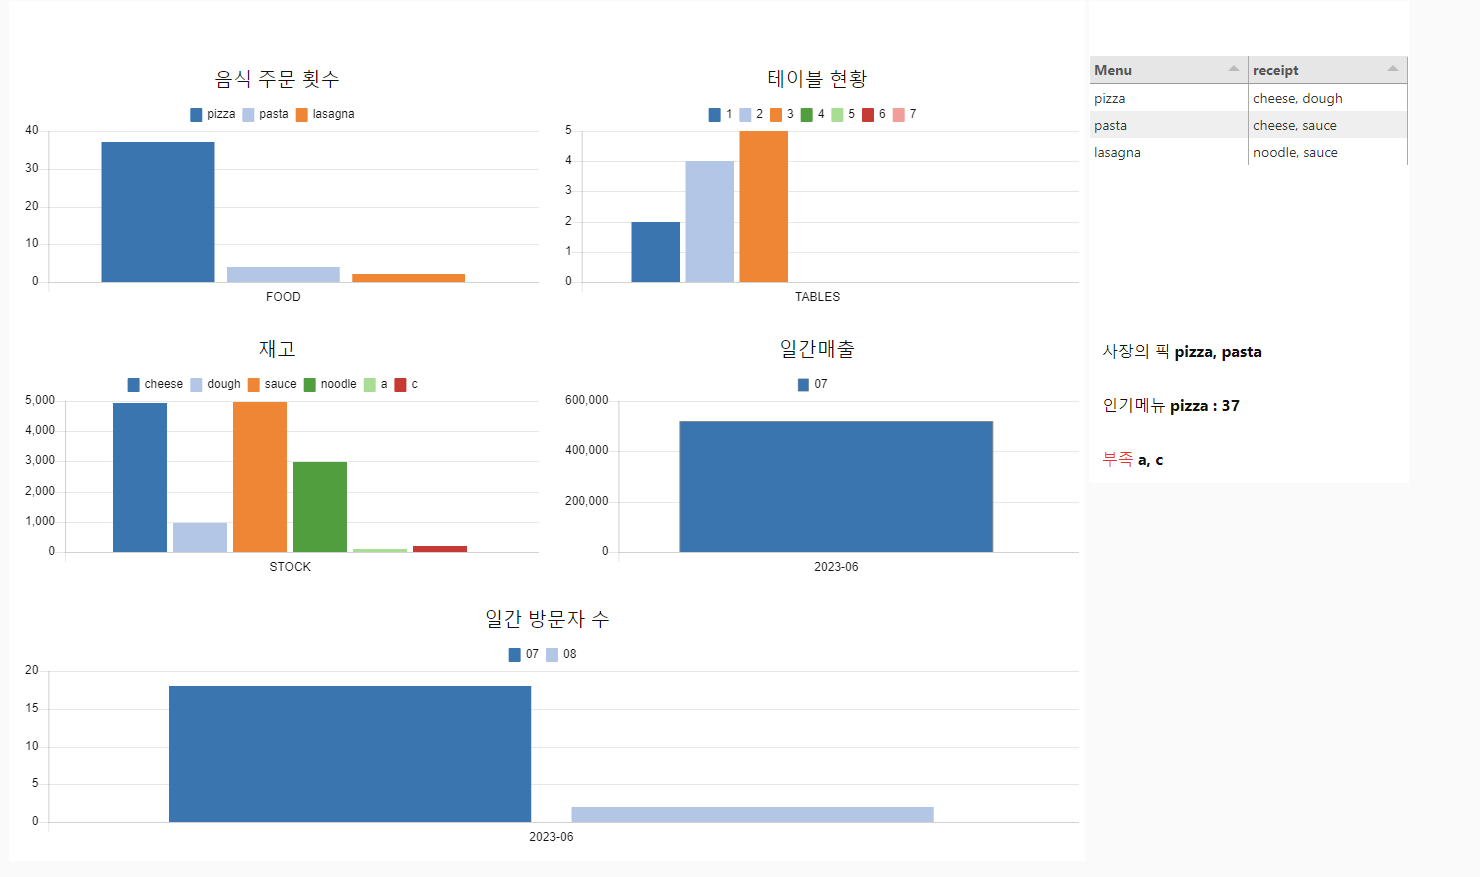 음식 주문 횟수
pizza pasta lasagna
40
30
20
10
0
FOOD
테이블 현황
1 2 3 4 5 6 7
5
4
3
2
1
0
TABLES
Menu receipt
pizza cheese, dough
pasta cheese, sauce
lasagna noodle, sauce
재고
cheese dough sauce noodle a c
5,000
4,000
3,000
2,000
1,000
0
STOCK
일간매출
07
600,000
400,000
200,000
0
2023-06
사장의 픽 pizza, pasta
인기메뉴 pizza : 37
부족 a, c
일간 방문자 수
07 08
20
15
10
5
0
2023-06